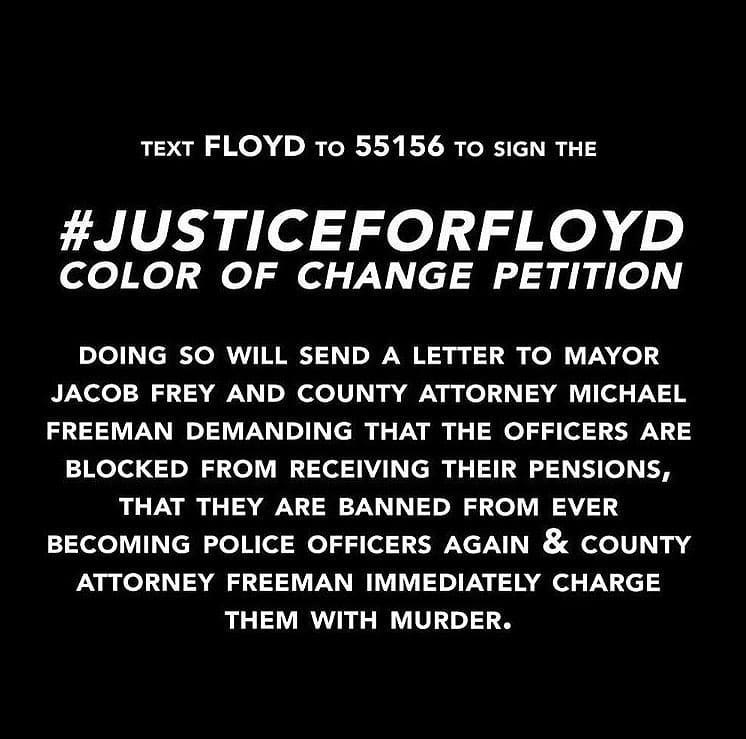 TEXT FLOYD TO 55156 TO SIGN THE
#JUSTICEFORFLOYD
COLOR OF CHANGE PETITION
DOING SO WILL SEND A LETTER TO MAYOR
JACOB FREY AND COUNTY ATTORNEY MICHAEL
FREEMAN DEMANDING THAT THE OFFICERS ARE
BLOCKED FROM RECEIVING THEIR PENSIONS,
THAT THEY ARE BANNED FROM EVER
BECOMING POLICE OFFICERS AGAIN & COUNTY
ATTORNEY FREEMAN IMMEDIATELY CHARGE
THEM WITH MURDER.